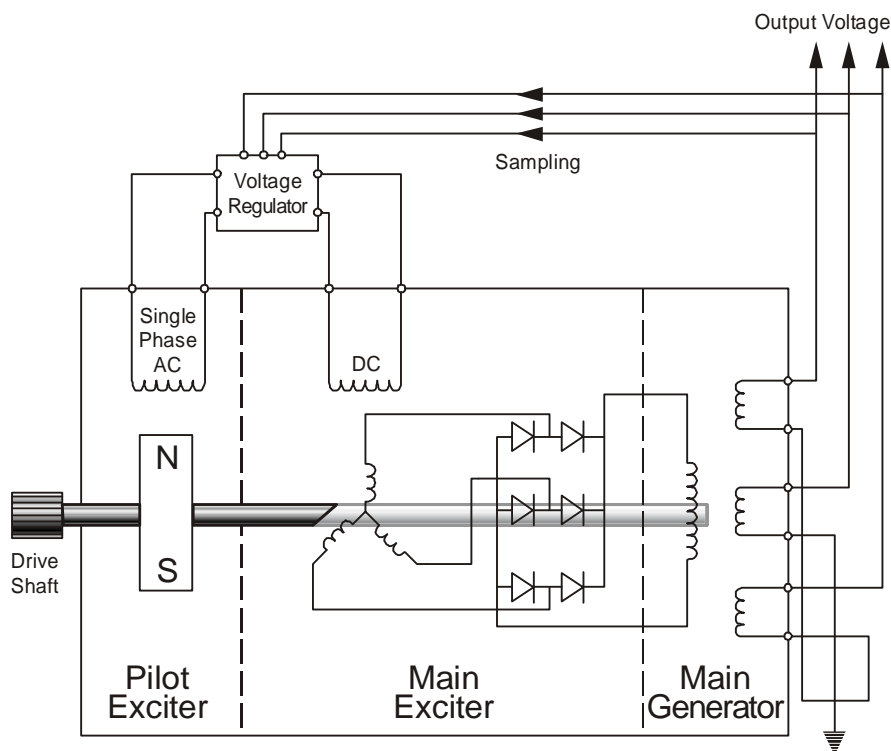 Output Voltage
Sampling
Voltage
Regulator
Single
Phase
AC
DC
N
S
Drive
Shaft
Pilot
Exciter
Main
Exciter
Main
Generator